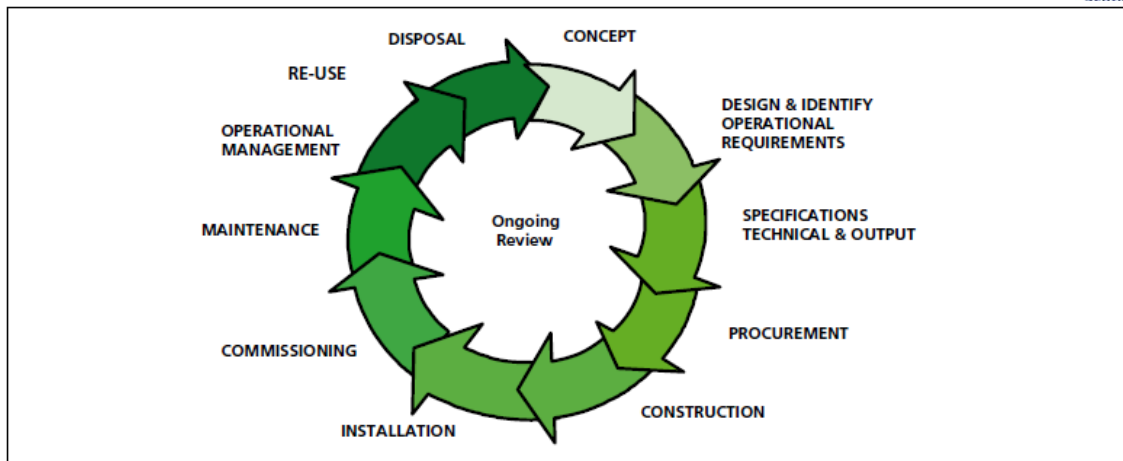 DISPOSAL
CONCEPT
RE-USE
DESIGN & IDENTIFY
OPERATIONAL
REQUIREMENTS
OPERATIONAL
MANAGEMENT
SPECIFICATIONS
TECHNICAL & OUTPUT
MAINTENANCE
Ongoing
Review
PROCUREMENT
COMMISSIONING
CONSTRUCTION
INSTALLATION